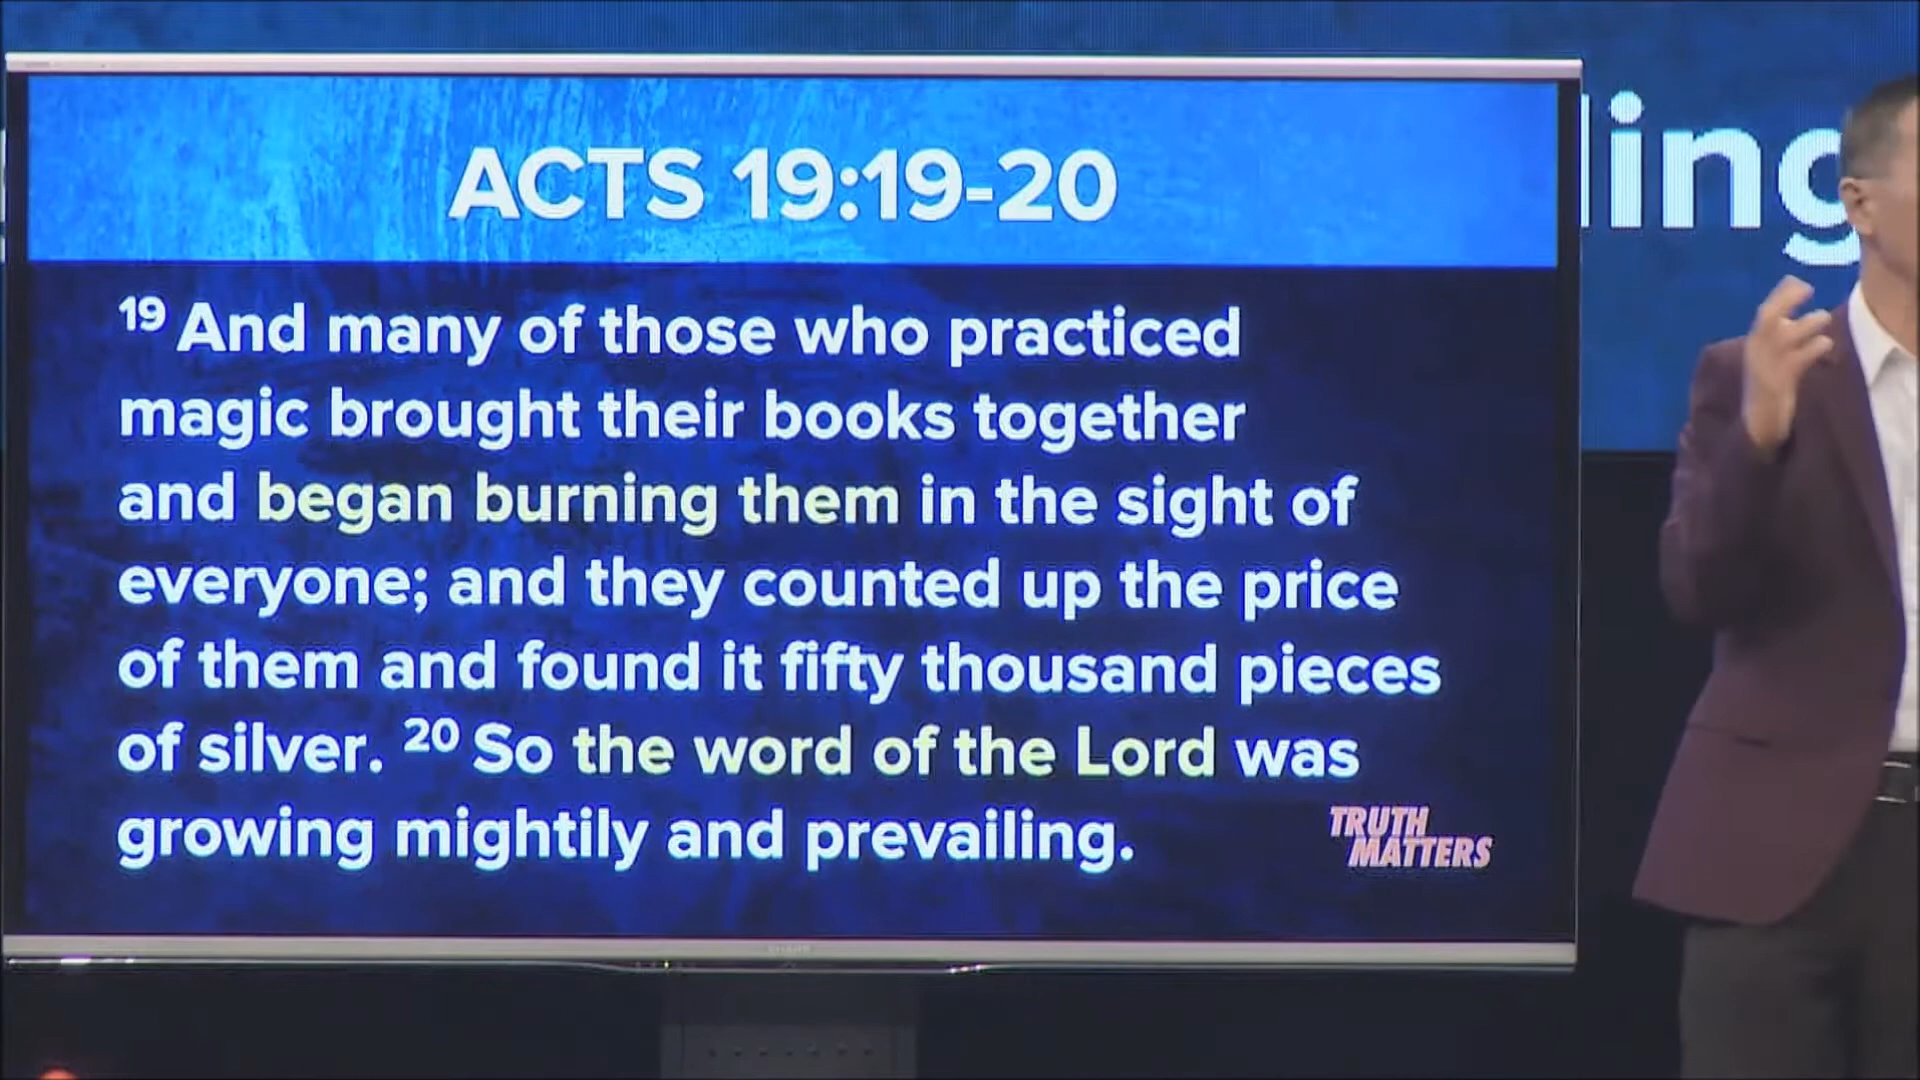 ACTS 19:19-20
19 And many of those who practiced
magic brought their books together
and began burning them in the sight of
everyone; and they counted up the price
of them and found it fifty thousand pieces
of silver. 20 So the word of the Lord was
growing mightily and prevailing.
TRUTH
MATTERS
ling